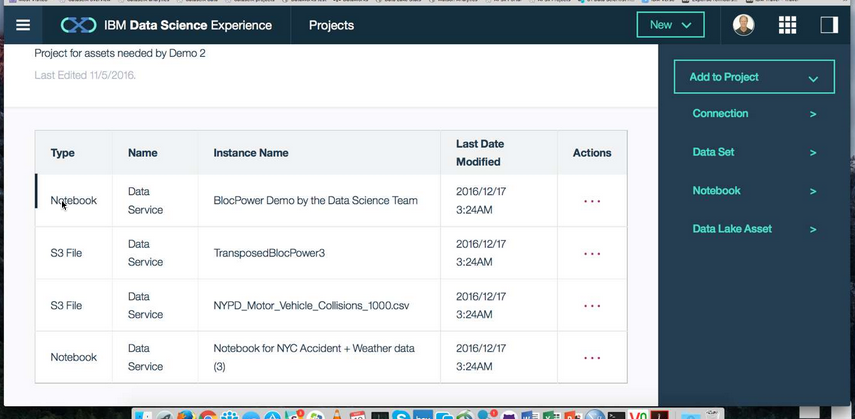 IBM Data Science Experience Projects New
Project for assets needed by Demo 2
Last Edited 11/5/2016.
Add to Project
Connection >
Data Set >
Notebook >
Data Lake Asset >
Type Name Instance Name Last Date Modified Actions
Notebook Data Service BlocPower Demo by the Data Science Team 2016/12/17 3:24AM ...
S3 File Data Service TransposedBlocPower3 2016/12/17 3:24AM ...
S3 File Data Service NYPD_Motor_Vehicle_Collisions_1000.csv 2016/12/17 3:24AM ...
Notebook Data Service Notebook for NYC Accident + Weather data (3) 2016/12/17 3:24AM ...